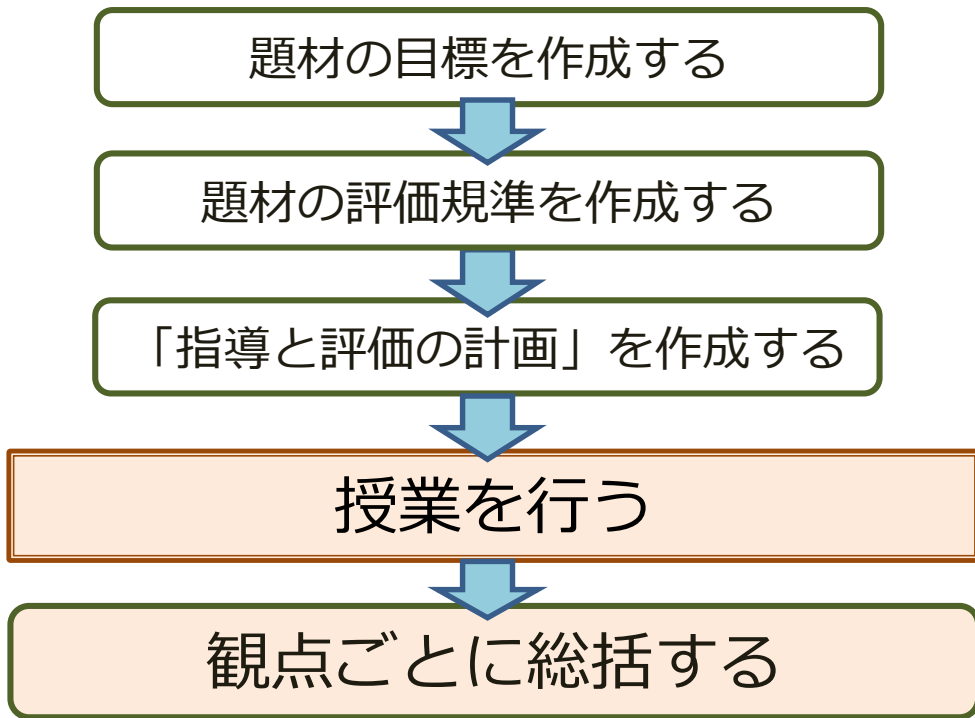 題材の目標を作成する
題材の評価規準を作成する
「指導と評価の計画」を作成する
授業を行う
観点ごとに総括する